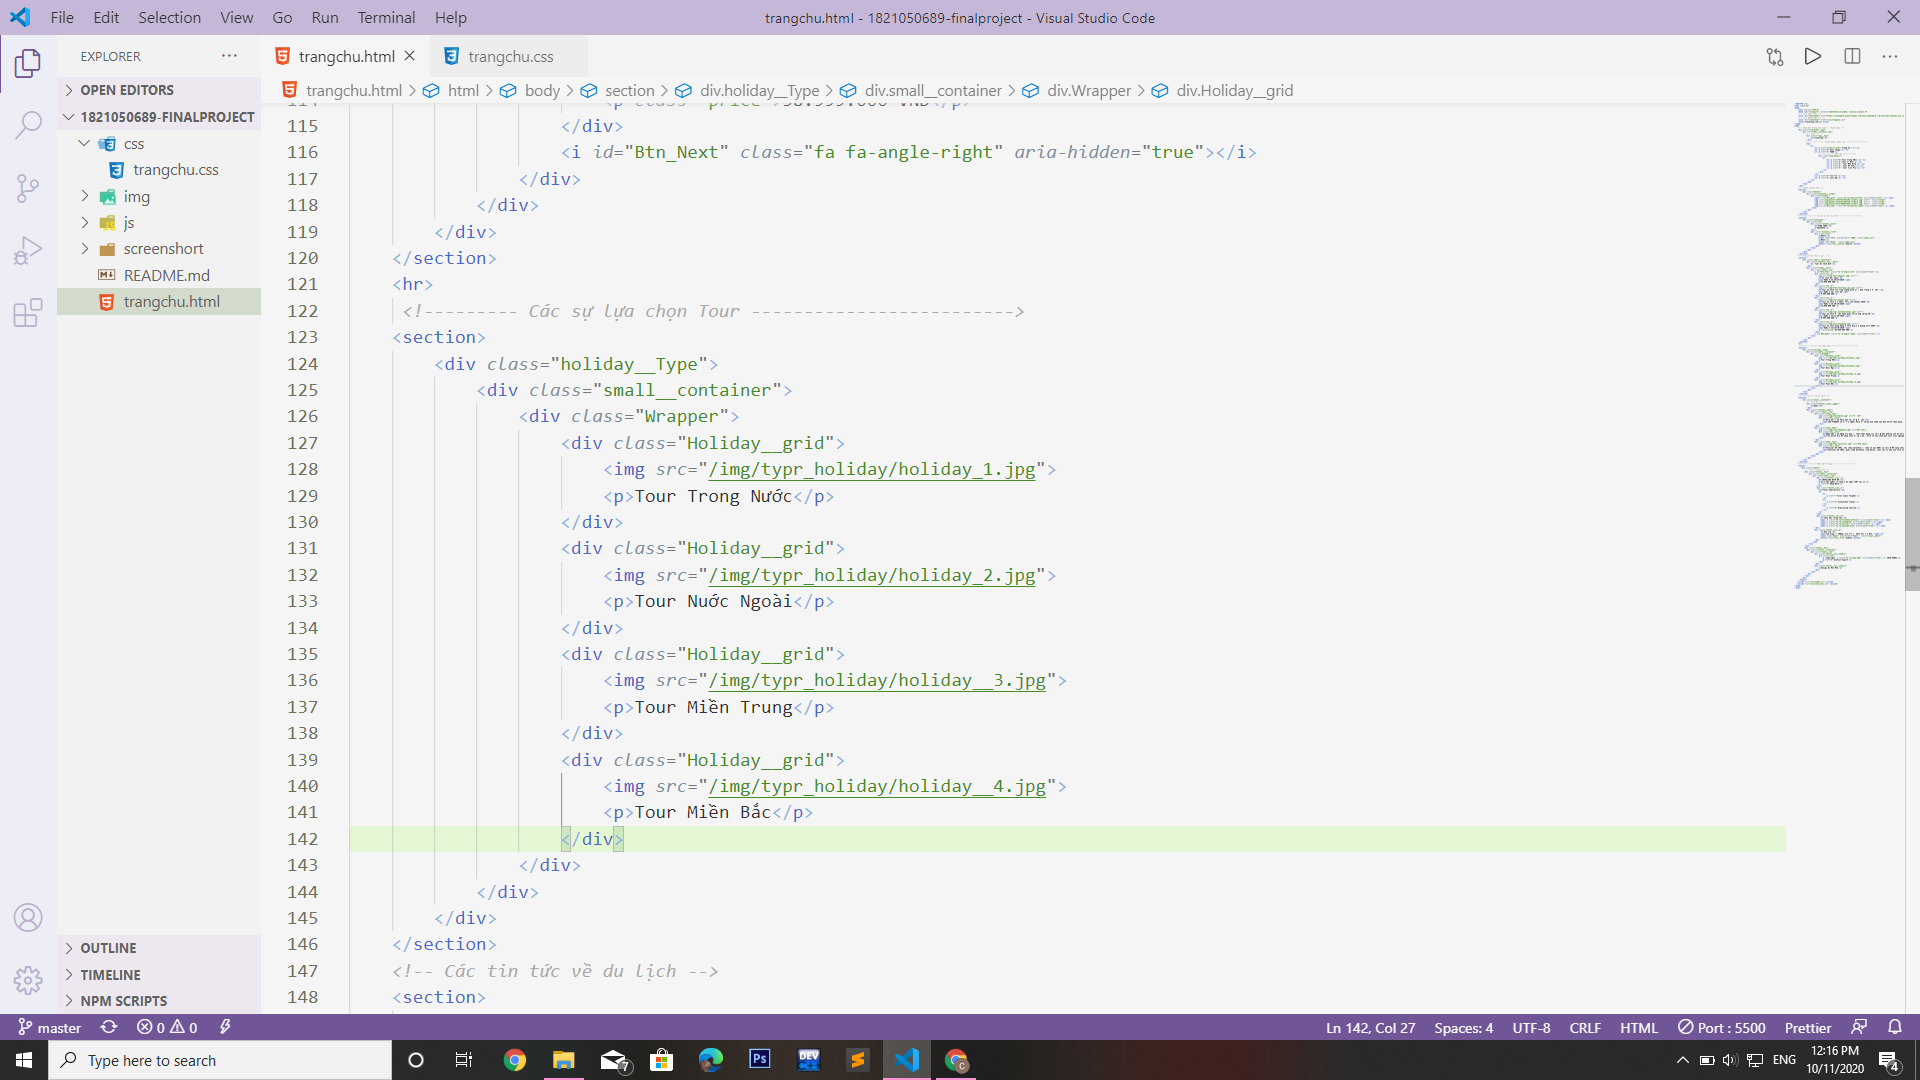 File Edit Selection View Go Run Terminal Help
trangchu.html - 1821050689-finalproject - Visual Studio Code
EXPLORER
trangchu.html
trangchu.css
OPEN EDITORS
trangchu.html > html > body > section > div.holiday__Type > div.small__container > div.Wrapper > div.Holiday__grid
1821050689-FINALPROJECT
css
trangchu.css
img
js
screenshort
README.md
trangchu.html
OUTLINE
TIMELINE
NPM SCRIPTS
115 </div>
116 <i id="Btn_Next" class="fa fa-angle-right" aria-hidden="true"></i>
117 </div>
118 </div>
119 </div>
120 </section>
121 <hr>
122 <!--------- Các sự lựa chọn Tour ------------------------->
123 <section>
124 <div class="holiday__Type">
125 <div class="small__container">
126 <div class="Wrapper">
127 <div class="Holiday__grid">
128 <img src="/img/typr_holiday/holiday_1.jpg">
129 <p>Tour Trong Nước</p>
130 </div>
131 <div class="Holiday__grid">
132 <img src="/img/typr_holiday/holiday_2.jpg">
133 <p>Tour Nước Ngoài</p>
134 </div>
135 <div class="Holiday__grid">
136 <img src="/img/typr_holiday/holiday__3.jpg">
137 <p>Tour Miền Trung</p>
138 </div>
139 <div class="Holiday__grid">
140 <img src="/img/typr_holiday/holiday__4.jpg">
141 <p>Tour Miền Bắc</p>
142 </div>
143 </div>
144 </div>
145 </div>
146 </section>
147 <!-- Các tin tức về du lịch -->
148 <section>
master 0 0 Ln 142, Col 27 Spaces: 4 UTF-8 CRLF HTML Port : 5500 Prettier
Type here to search
7
Ps
DEV
C
ENG
12:16 PM
10/11/2020
4